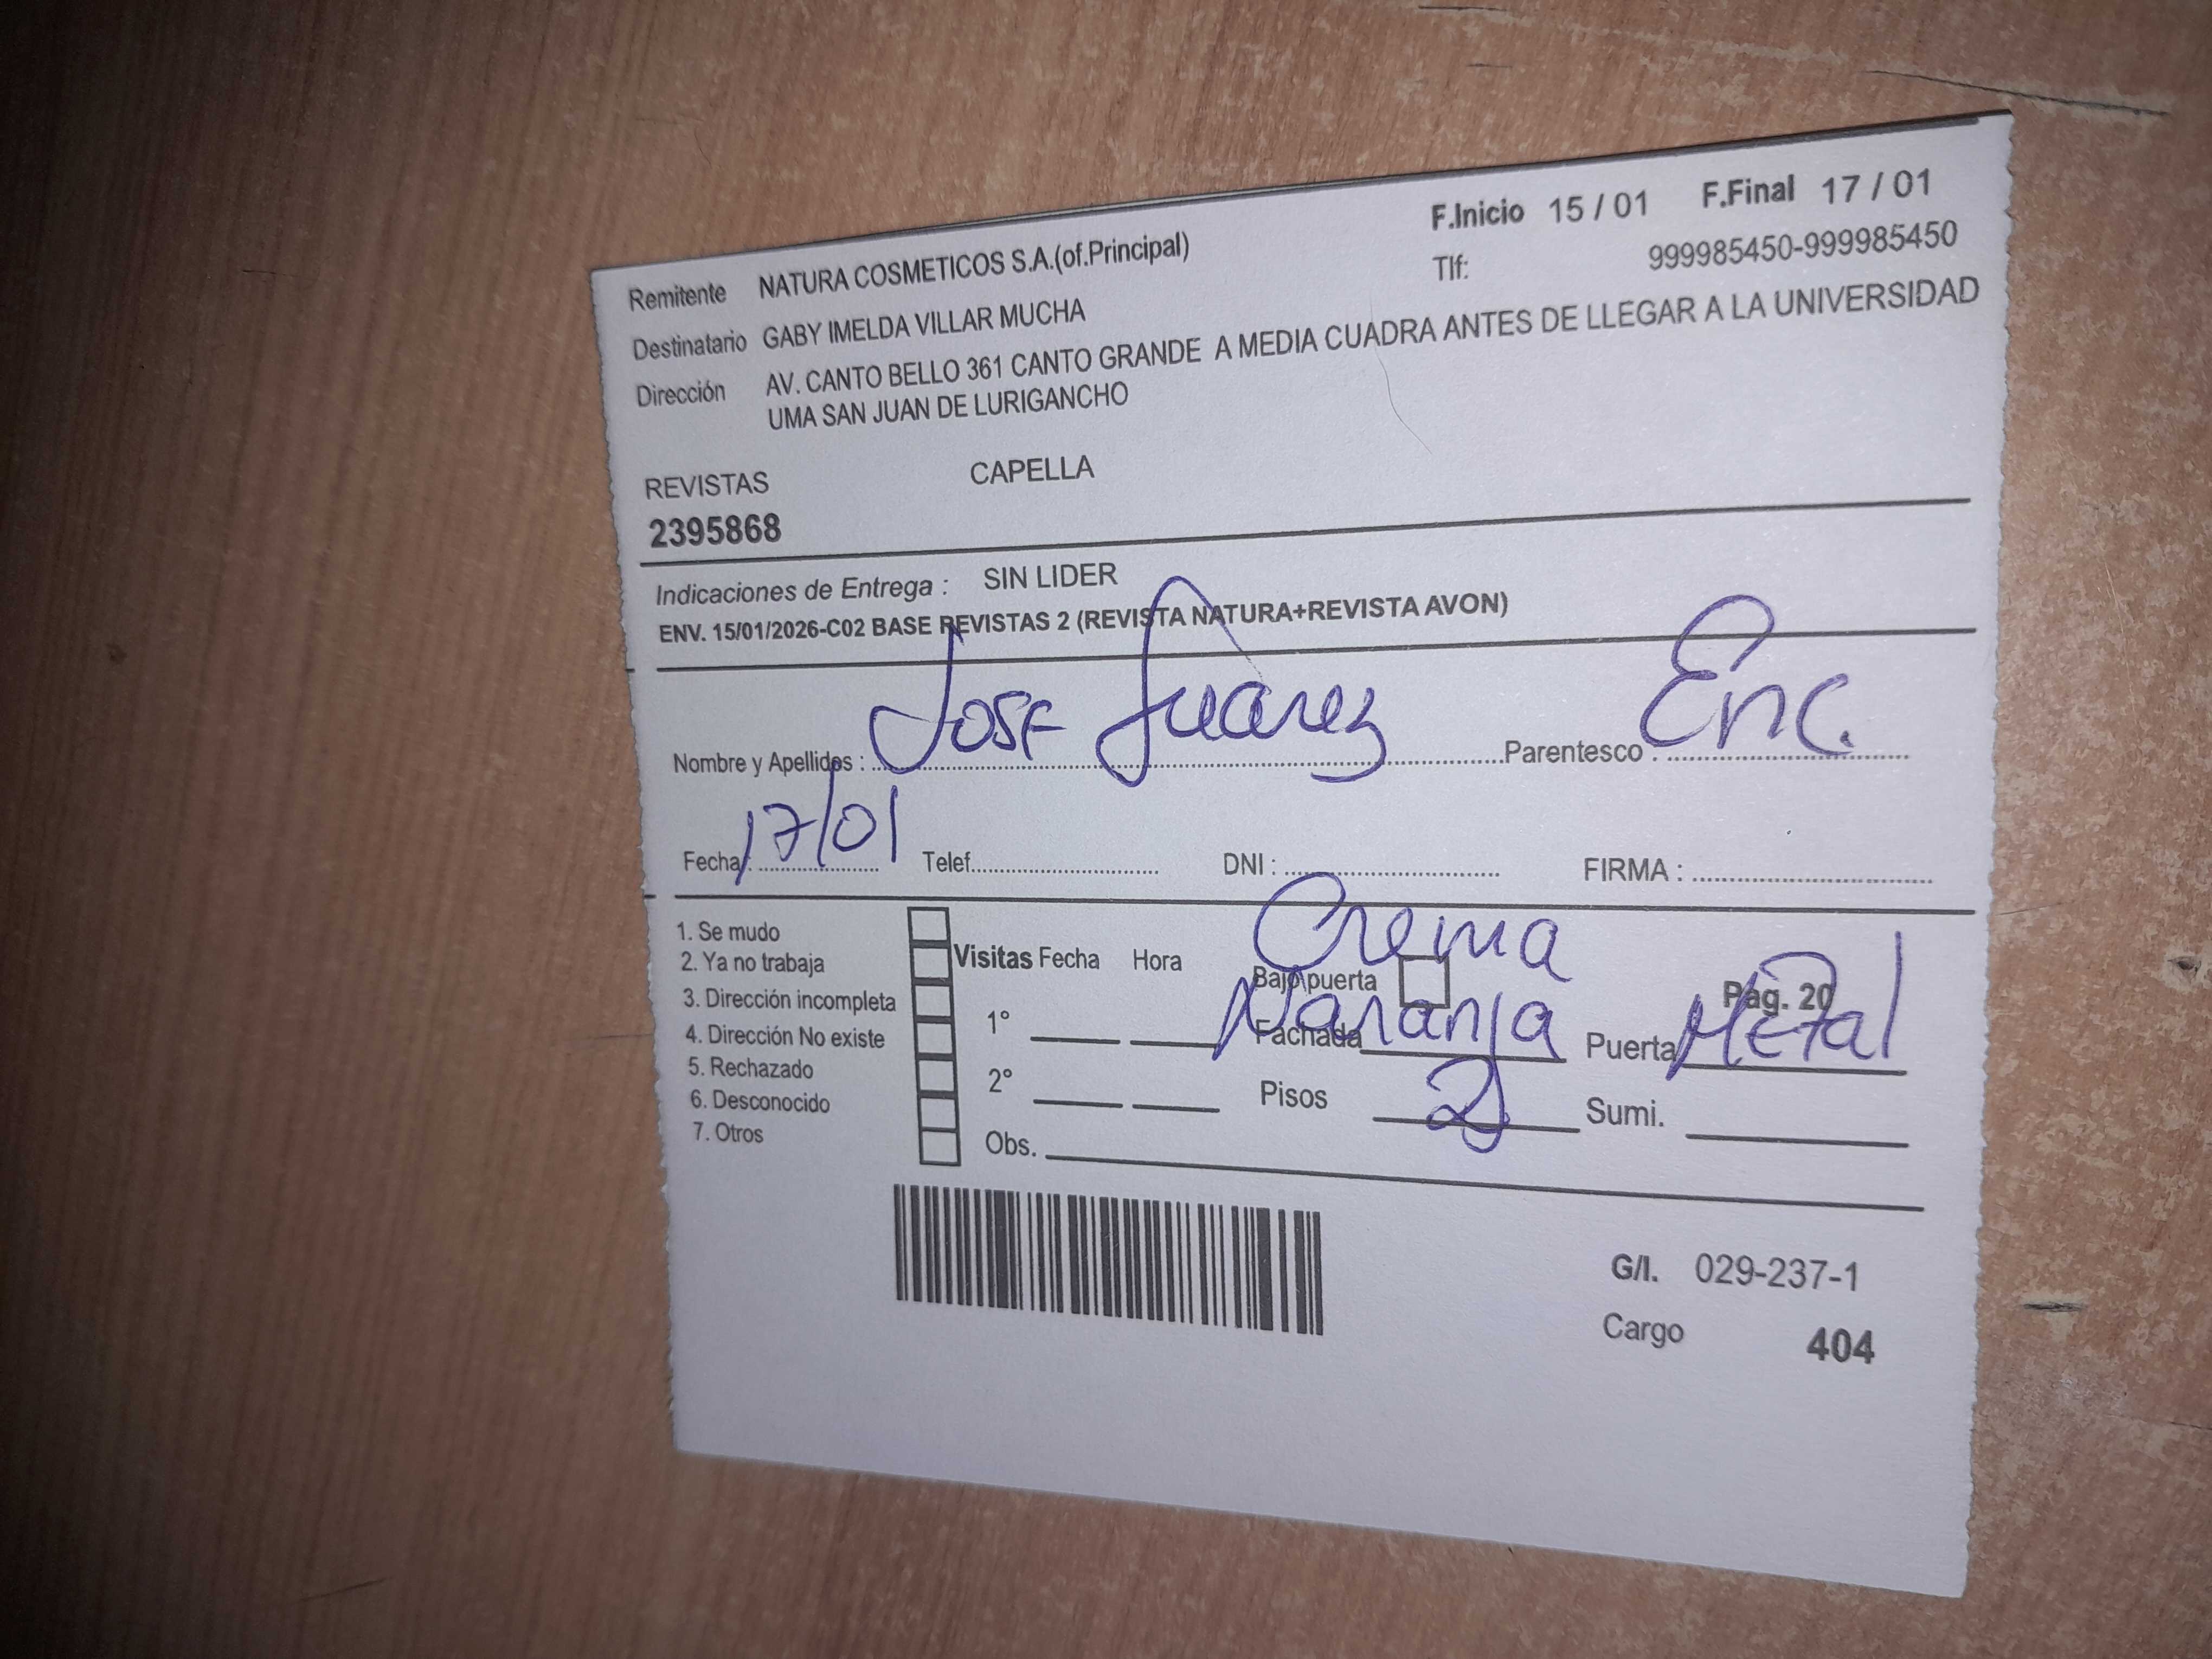 F.Inicio 15 / 01 F.Final 17 / 01
Remitente NATURA COSMETICOS S.A.(of.Principal) Tlf: 999985450-999985450
Destinatario GABY IMELDA VILLAR MUCHA
Dirección AV. CANTO BELLO 361 CANTO GRANDE A MEDIA CUADRA ANTES DE LLEGAR A LA UNIVERSIDAD
UMA SAN JUAN DE LURIGANCHO
REVISTAS CAPELLA
2395868
Indicaciones de Entrega : SIN LIDER
ENV. 15/01/2026-C02 BASE REVISTAS 2 (REVISTA NATURA+REVISTA AVON)
Nombre y Apellidos : Jose Suarez Parentesco : Enc.
Fecha : 17/01 Telef. DNI : FIRMA :
1. Se mudo
2. Ya no trabaja
3. Dirección incompleta
4. Dirección No existe
5. Rechazado
6. Desconocido
7. Otros
Visitas Fecha Hora
1°
2°
Obs.
Crema
Bajo puerta Pag. 20
Fachada Naranja Puerta Metal
Pisos 2 Sumi.
G/I. 029-237-1
Cargo 404